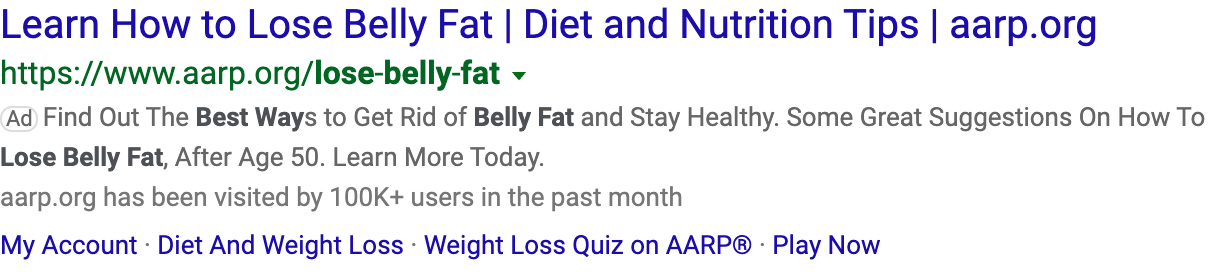 Learn How to Lose Belly Fat | Diet and Nutrition Tips | aarp.org
https://www.aarp.org/lose-belly-fat
Ad Find Out The Best Ways to Get Rid of Belly Fat and Stay Healthy. Some Great Suggestions On How To
Lose Belly Fat, After Age 50. Learn More Today.
aarp.org has been visited by 100K+ users in the past month
My Account · Diet And Weight Loss · Weight Loss Quiz on AARP® · Play Now